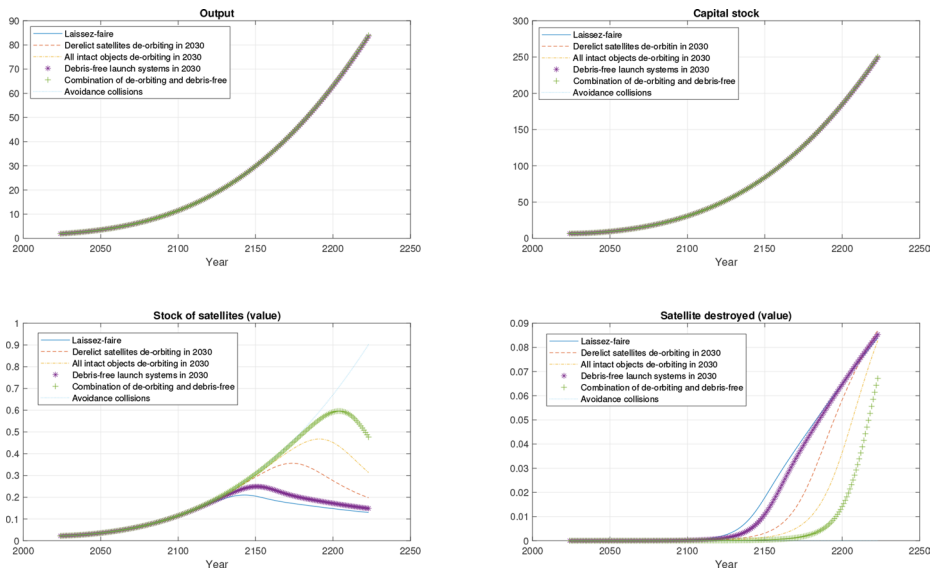 Output
90
80
70
60
50
40
30
20
10
0
2000 2050 2100 2150 2200 2250
Year
Laissez-faire
Derelict satellites de-orbiting in 2030
All intact objects de-orbiting in 2030
Debris-free launch systems in 2030
Combination of de-orbiting and debris-free
Avoidance collisions
Capital stock
300
250
200
150
100
50
0
2000 2050 2100 2150 2200 2250
Year
Laissez-faire
Derelict satellites de-orbitin in 2030
All intact objects de-orbiting in 2030
Debris-free launch systems in 2030
Combination of de-orbiting and debris-free
Avoidance collisions
Stock of satellites (value)
1
0.9
0.8
0.7
0.6
0.5
0.4
0.3
0.2
0.1
0
2000 2050 2100 2150 2200 2250
Year
Laissez-faire
Derelict satellites de-orbiting in 2030
All intact objects de-orbiting in 2030
Debris-free launch systems in 2030
Combination of de-orbiting and debris-free
Avoidance collisions
Satellite destroyed (value)
0.09
0.08
0.07
0.06
0.05
0.04
0.03
0.02
0.01
0
2000 2050 2100 2150 2200 2250
Year
Laissez-faire
Derelict satellites de-orbiting in 2030
All intact objects de-orbiting in 2030
Debris-free launch systems in 2030
Combination of de-orbiting and debris-free
Avoidance collisions